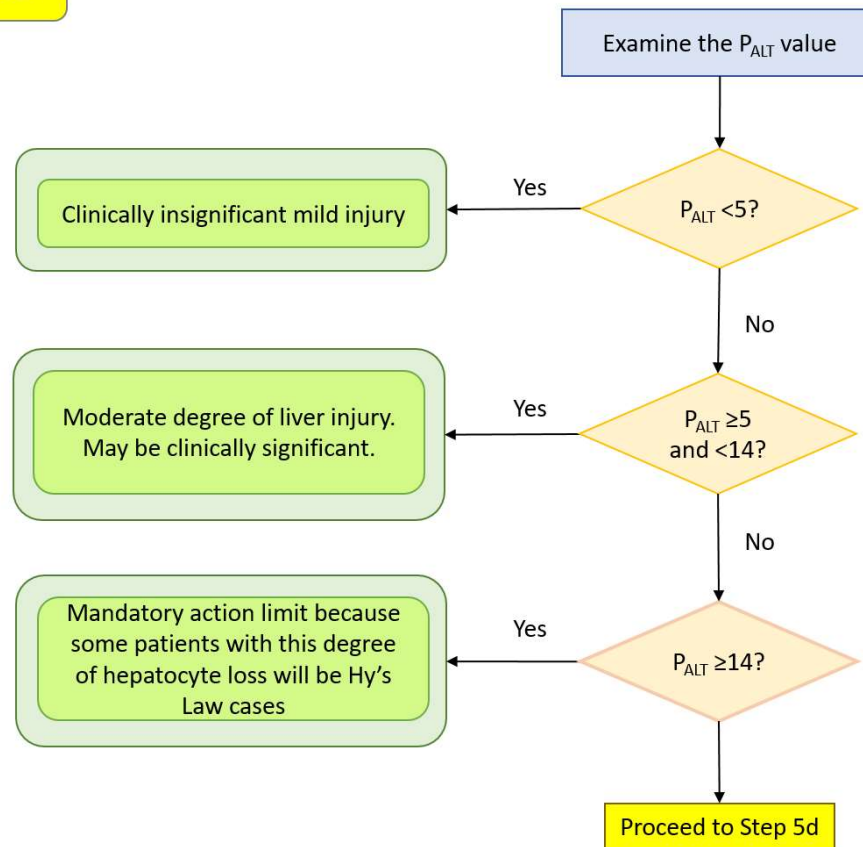 Examine the PALT value
Yes
Clinically insignificant mild injury
PALT <5?
No
Yes
Moderate degree of liver injury.
May be clinically significant.
PALT ≥5
and <14?
No
Mandatory action limit because
some patients with this degree
of hepatocyte loss will be Hy’s
Law cases
Yes
PALT ≥14?
Proceed to Step 5d